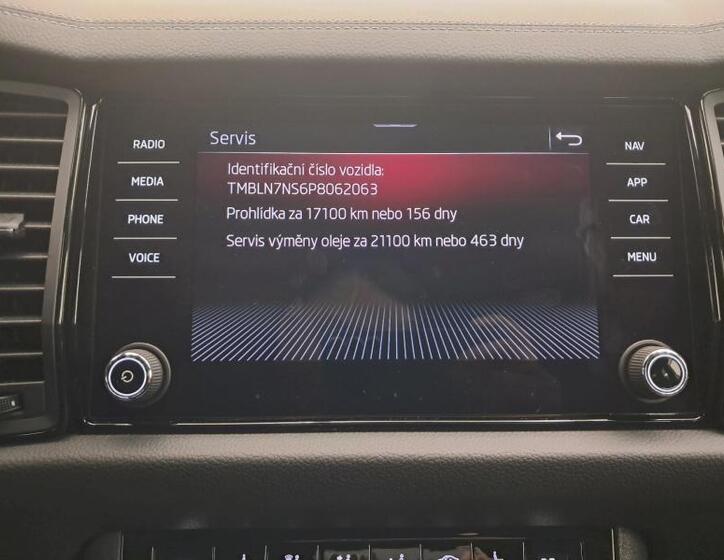 Servis
RADIO
MEDIA
PHONE
VOICE
Identifikační číslo vozidla:
TMBLN7NS6P8062063
Prohlídka za 17100 km nebo 156 dny
Servis výměny oleje za 21100 km nebo 463 dny
NAV
APP
CAR
MENU